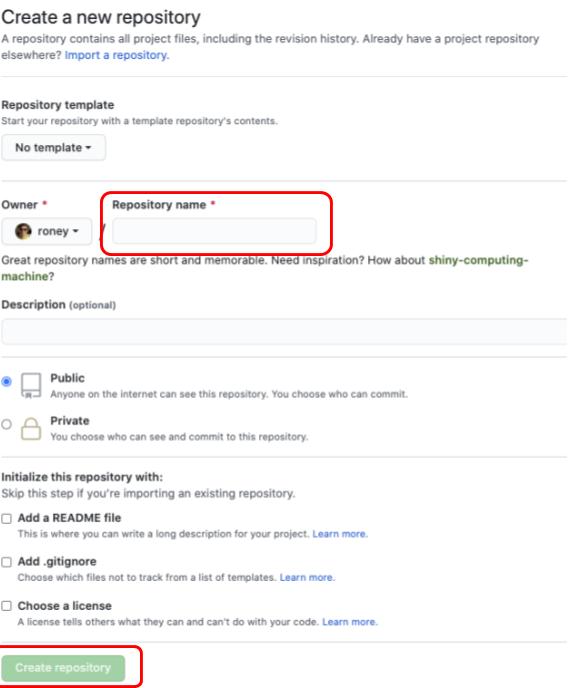 Create a new repository
A repository contains all project files, including the revision history. Already have a project repository
elsewhere? Import a repository.
Repository template
Start your repository with a template repository's contents.
No template
Owner * Repository name *
roney /
Great repository names are short and memorable. Need inspiration? How about shiny-computing-
machine?
Description (optional)
Public
Anyone on the internet can see this repository. You choose who can commit.
Private
You choose who can see and commit to this repository.
Initialize this repository with:
Skip this step if you're importing an existing repository.
Add a README file
This is where you can write a long description for your project. Learn more.
Add .gitignore
Choose which files not to track from a list of templates. Learn more.
Choose a license
A license tells others what they can and can't do with your code. Learn more.
Create repository